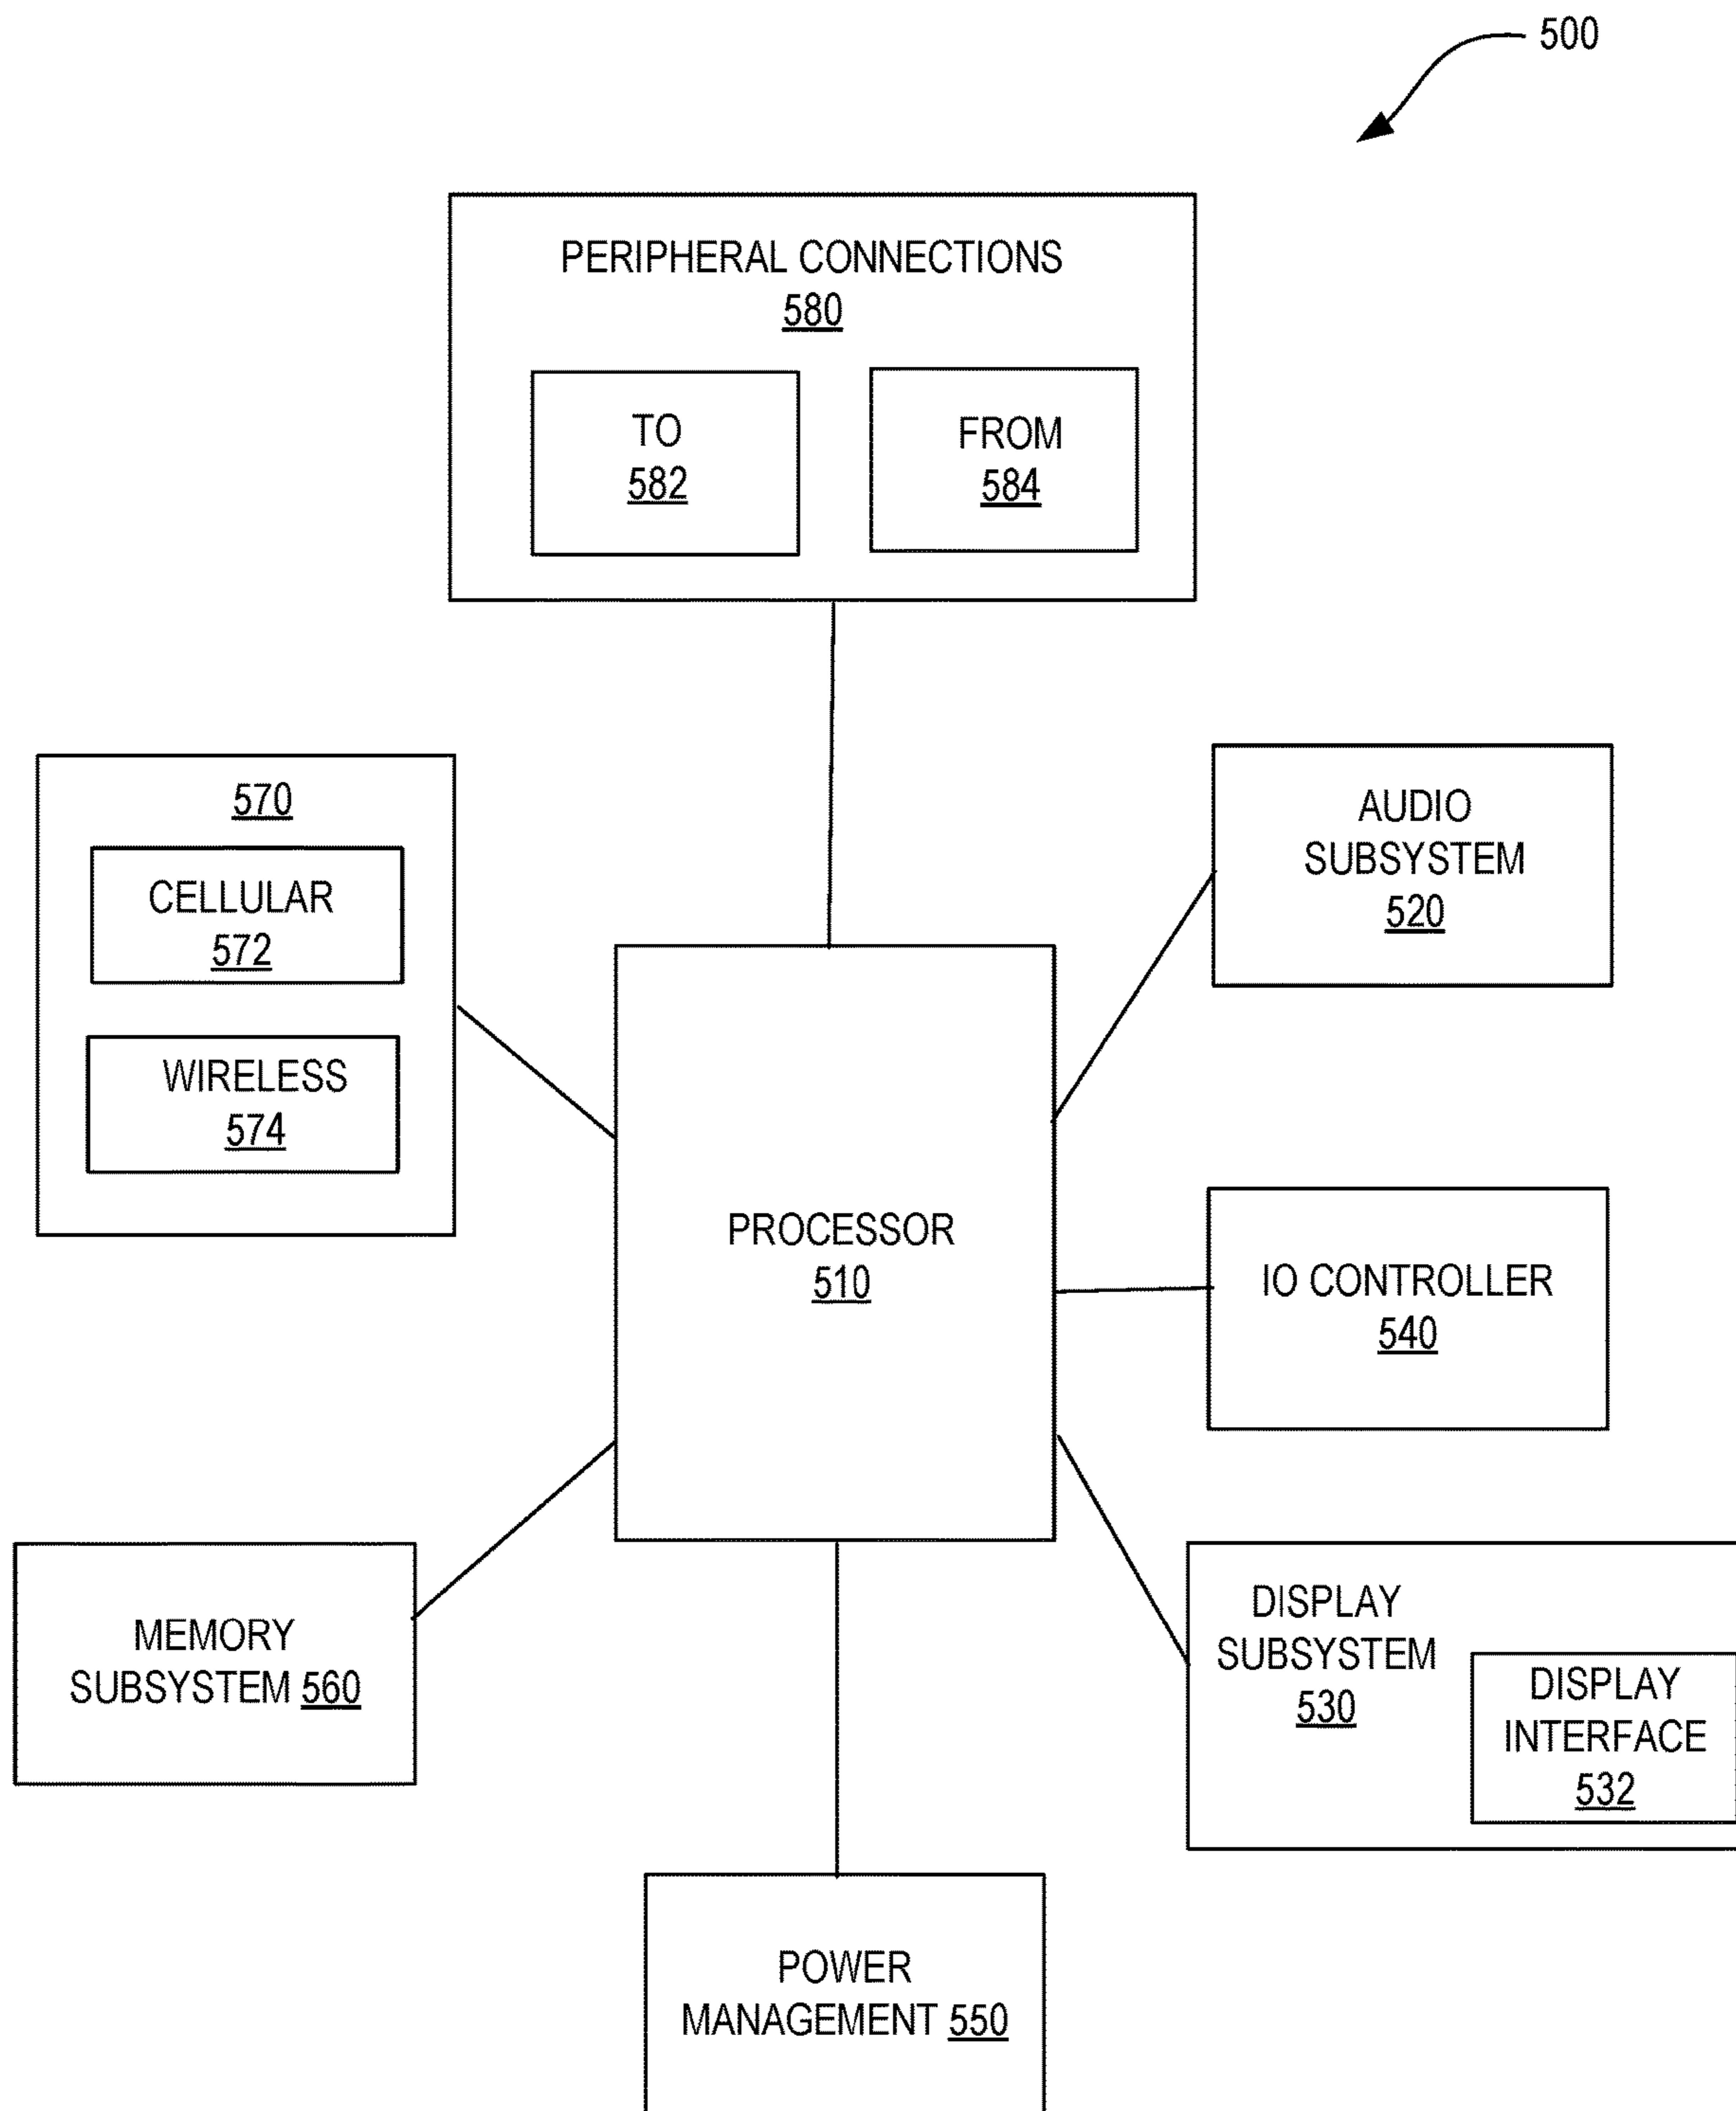 500
PERIPHERAL CONNECTIONS
580
TO
582
FROM
584
570
CELLULAR
572
WIRELESS
574
AUDIO
SUBSYSTEM
520
PROCESSOR
510
IO CONTROLLER
540
MEMORY
SUBSYSTEM 560
DISPLAY
SUBSYSTEM
530
DISPLAY
INTERFACE
532
POWER
MANAGEMENT 550